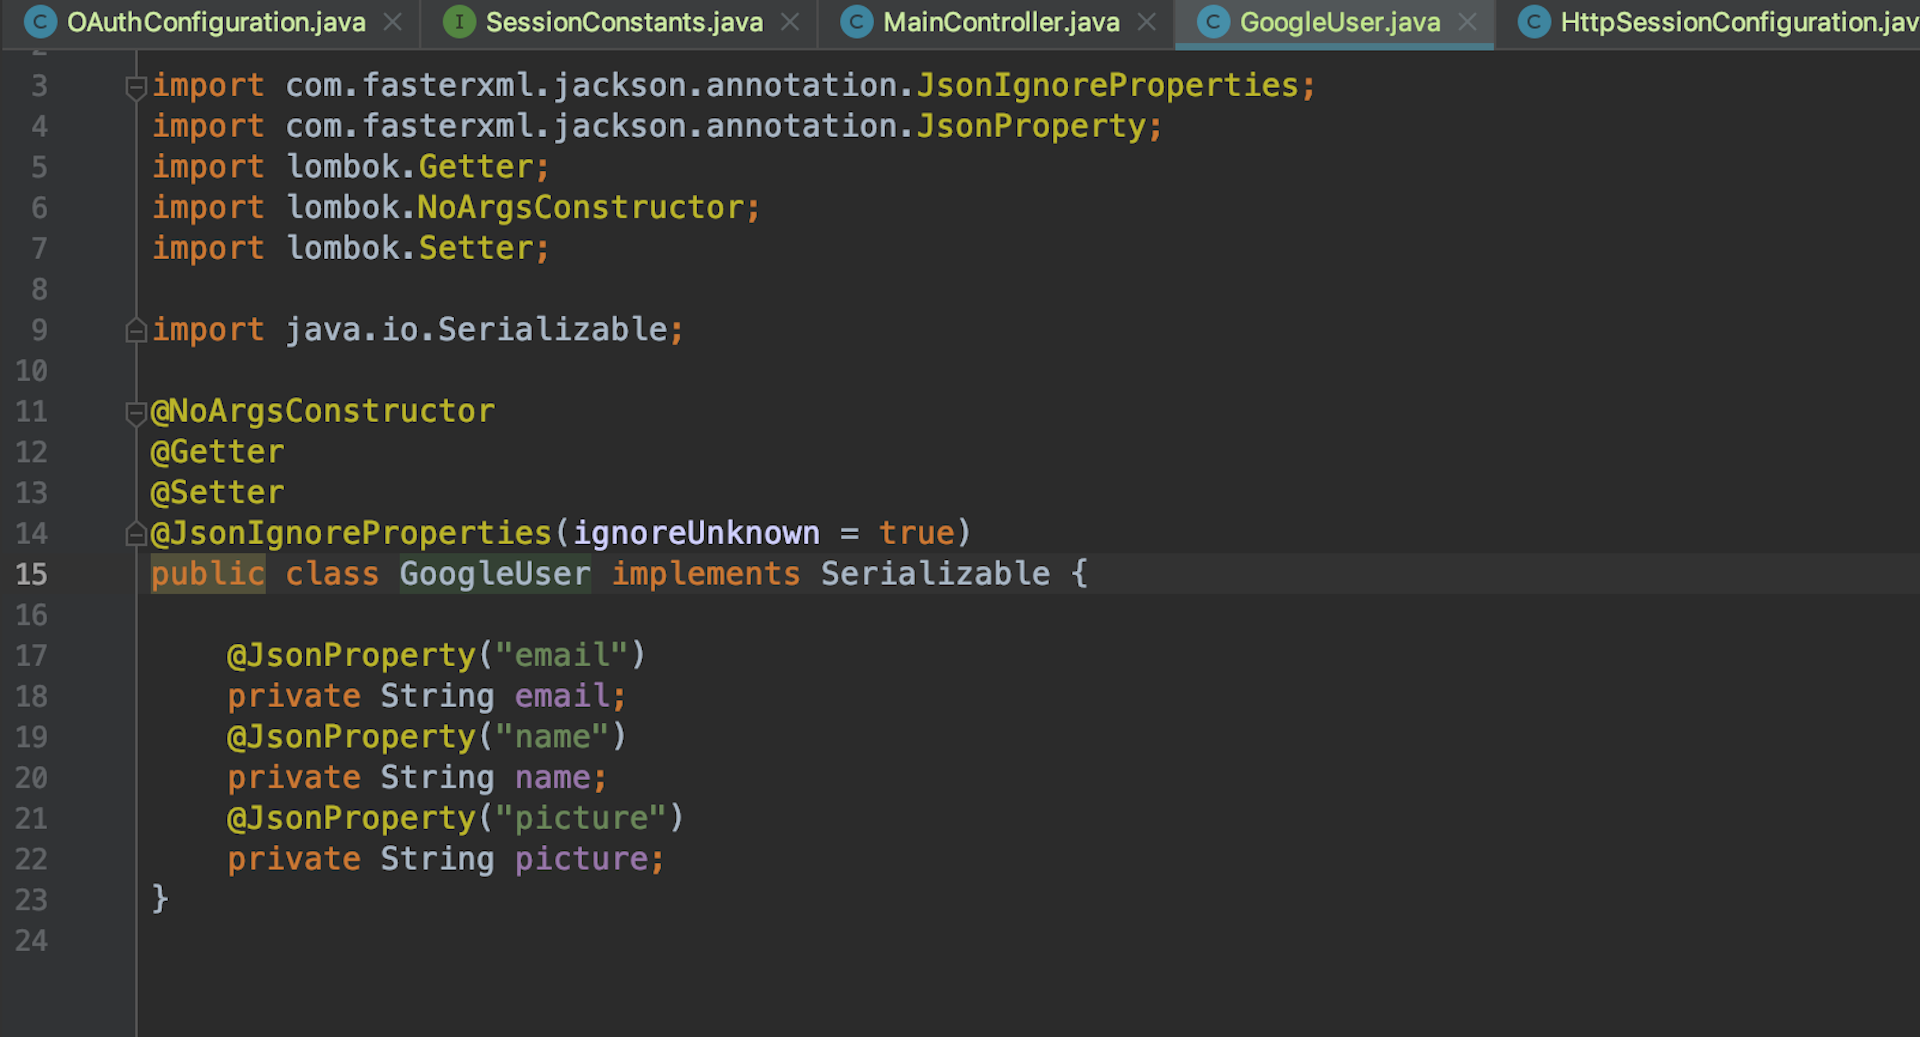 C OAuthConfiguration.java × I SessionConstants.java × C MainController.java × C GoogleUser.java × C HttpSessionConfiguration.jav
3 import com.fasterxml.jackson.annotation.JsonIgnoreProperties;
4 import com.fasterxml.jackson.annotation.JsonProperty;
5 import lombok.Getter;
6 import lombok.NoArgsConstructor;
7 import lombok.Setter;
8
9 import java.io.Serializable;
10
11 @NoArgsConstructor
12 @Getter
13 @Setter
14 @JsonIgnoreProperties(ignoreUnknown = true)
15 public class GoogleUser implements Serializable {
16
17 @JsonProperty("email")
18 private String email;
19 @JsonProperty("name")
20 private String name;
21 @JsonProperty("picture")
22 private String picture;
23 }
24